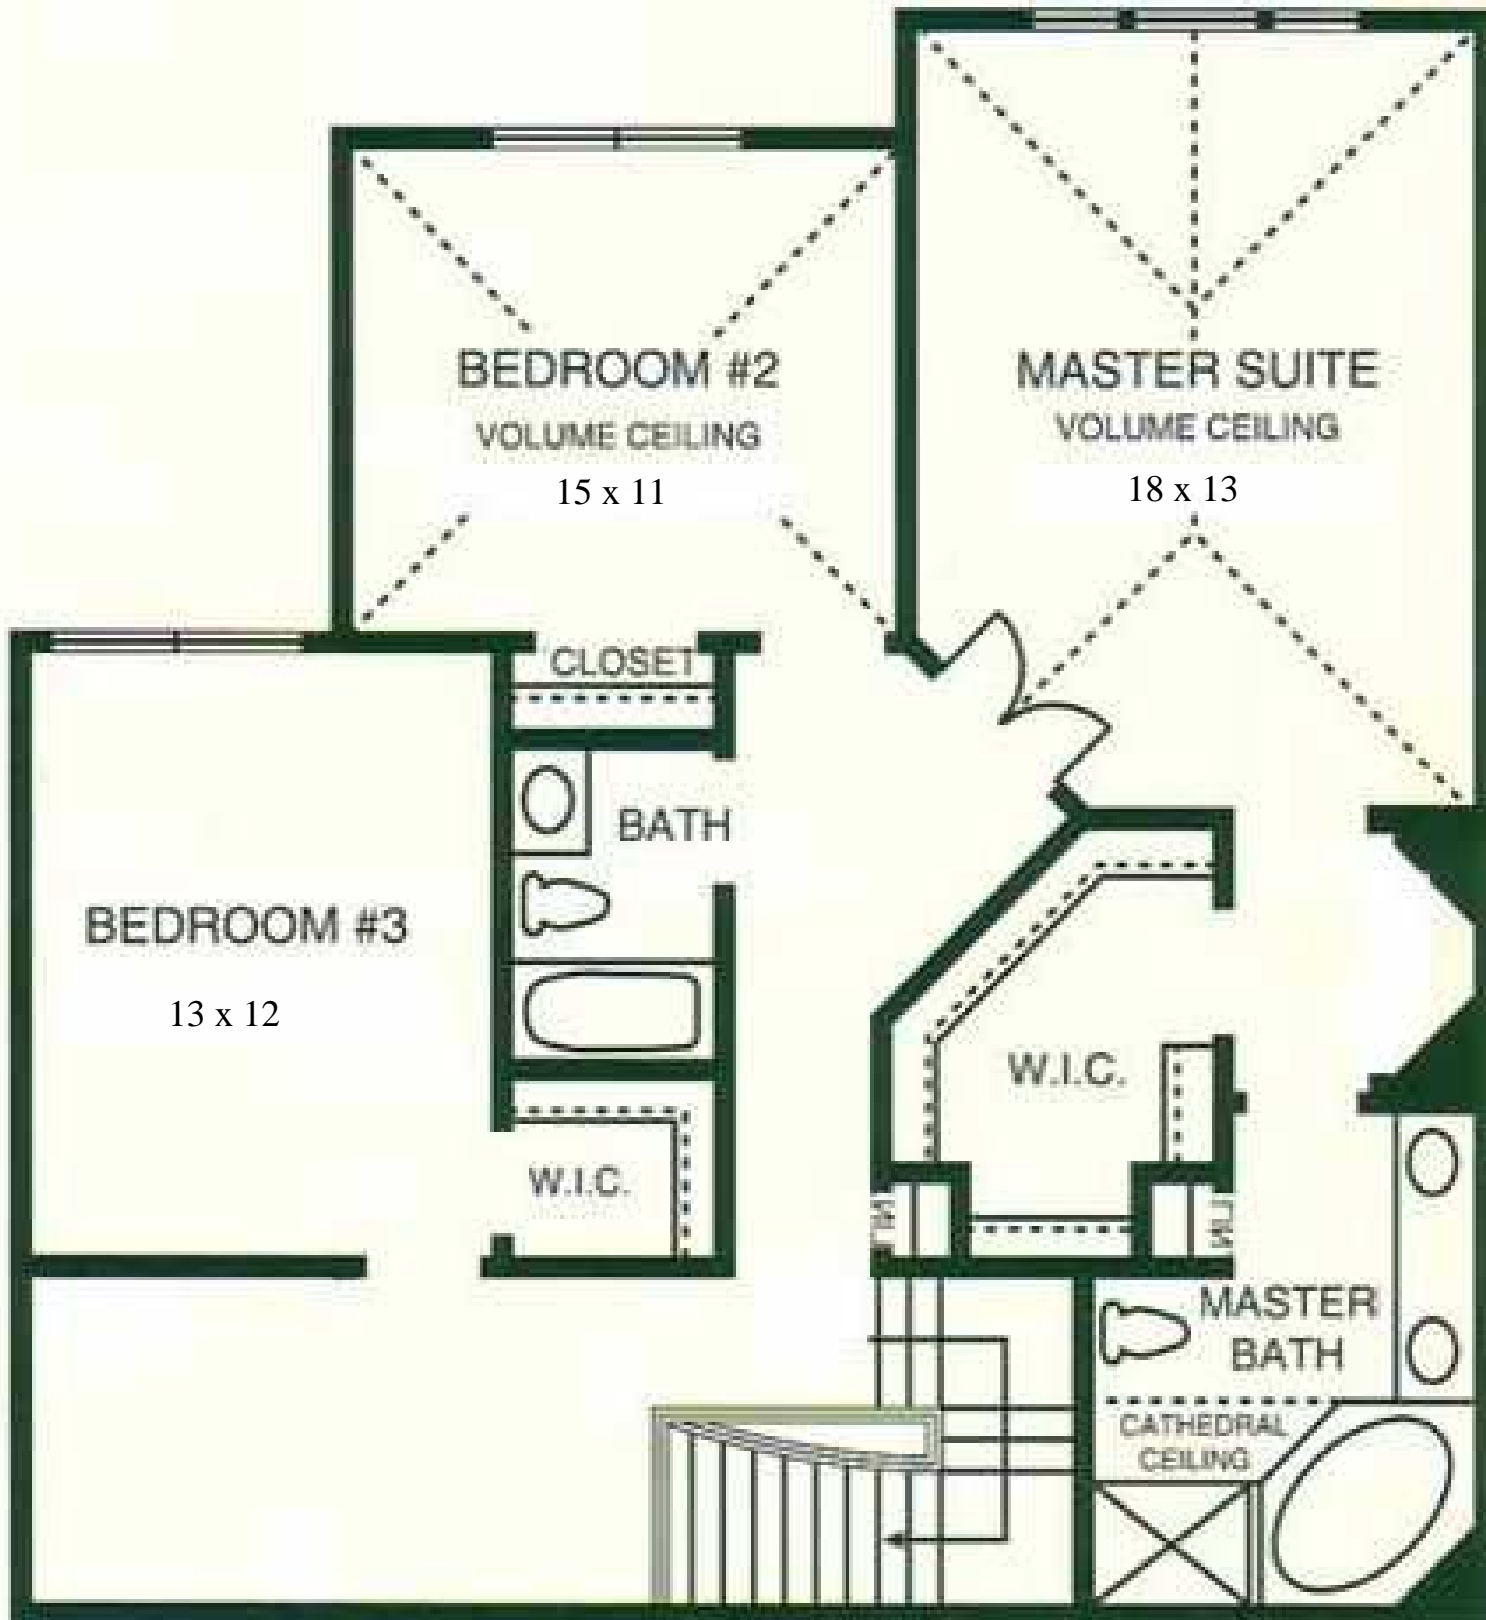 BEDROOM #2
VOLUME CEILING
15 x 11
MASTER SUITE
VOLUME CEILING
18 x 13
CLOSET
BATH
BEDROOM #3
13 x 12
W.I.C.
W.I.C.
LIN
LIN
MASTER
BATH
CATHEDRAL
CEILING